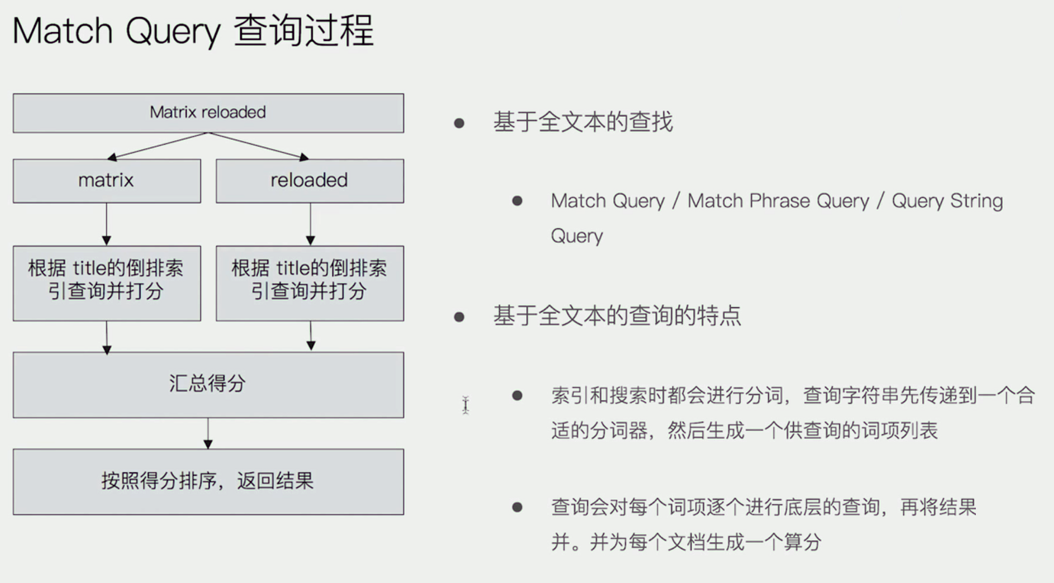 Match Query 查询过程
Matrix reloaded
matrix
reloaded
根据 title的倒排索
引查询并打分
根据 title的倒排索
引查询并打分
汇总得分
按照得分排序，返回结果
基于全文本的查找
Match Query / Match Phrase Query / Query String
Query
基于全文本的查询的特点
索引和搜索时都会进行分词，查询字符串先传递到一个合
适的分词器，然后生成一个供查询的词项列表
查询会对每个词项逐个进行底层的查询，再将结果
并。并为每个文档生成一个算分